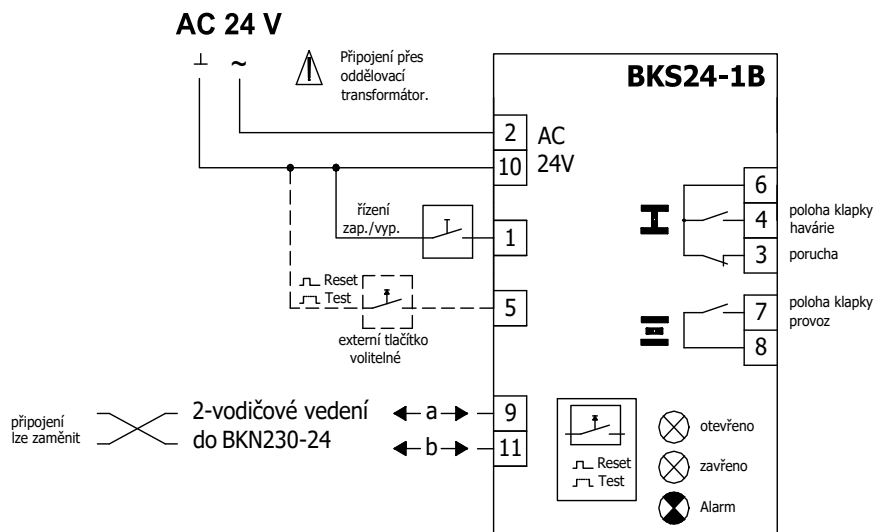 AC 24 V
⊥ ~
Připojení přes
oddělovací
transformátor.
BKS24-1B
2
AC
10
24V
řízení
zap./vyp.
1
Reset
Test
5
externí tlačítko
volitelné
6
4
poloha klapky
havárie
3
porucha
7
poloha klapky
provoz
8
připojení
lze zaměnit
2-vodičové vedení
do BKN230-24
a
9
b
11
Reset
Test
otevřeno
zavřeno
Alarm